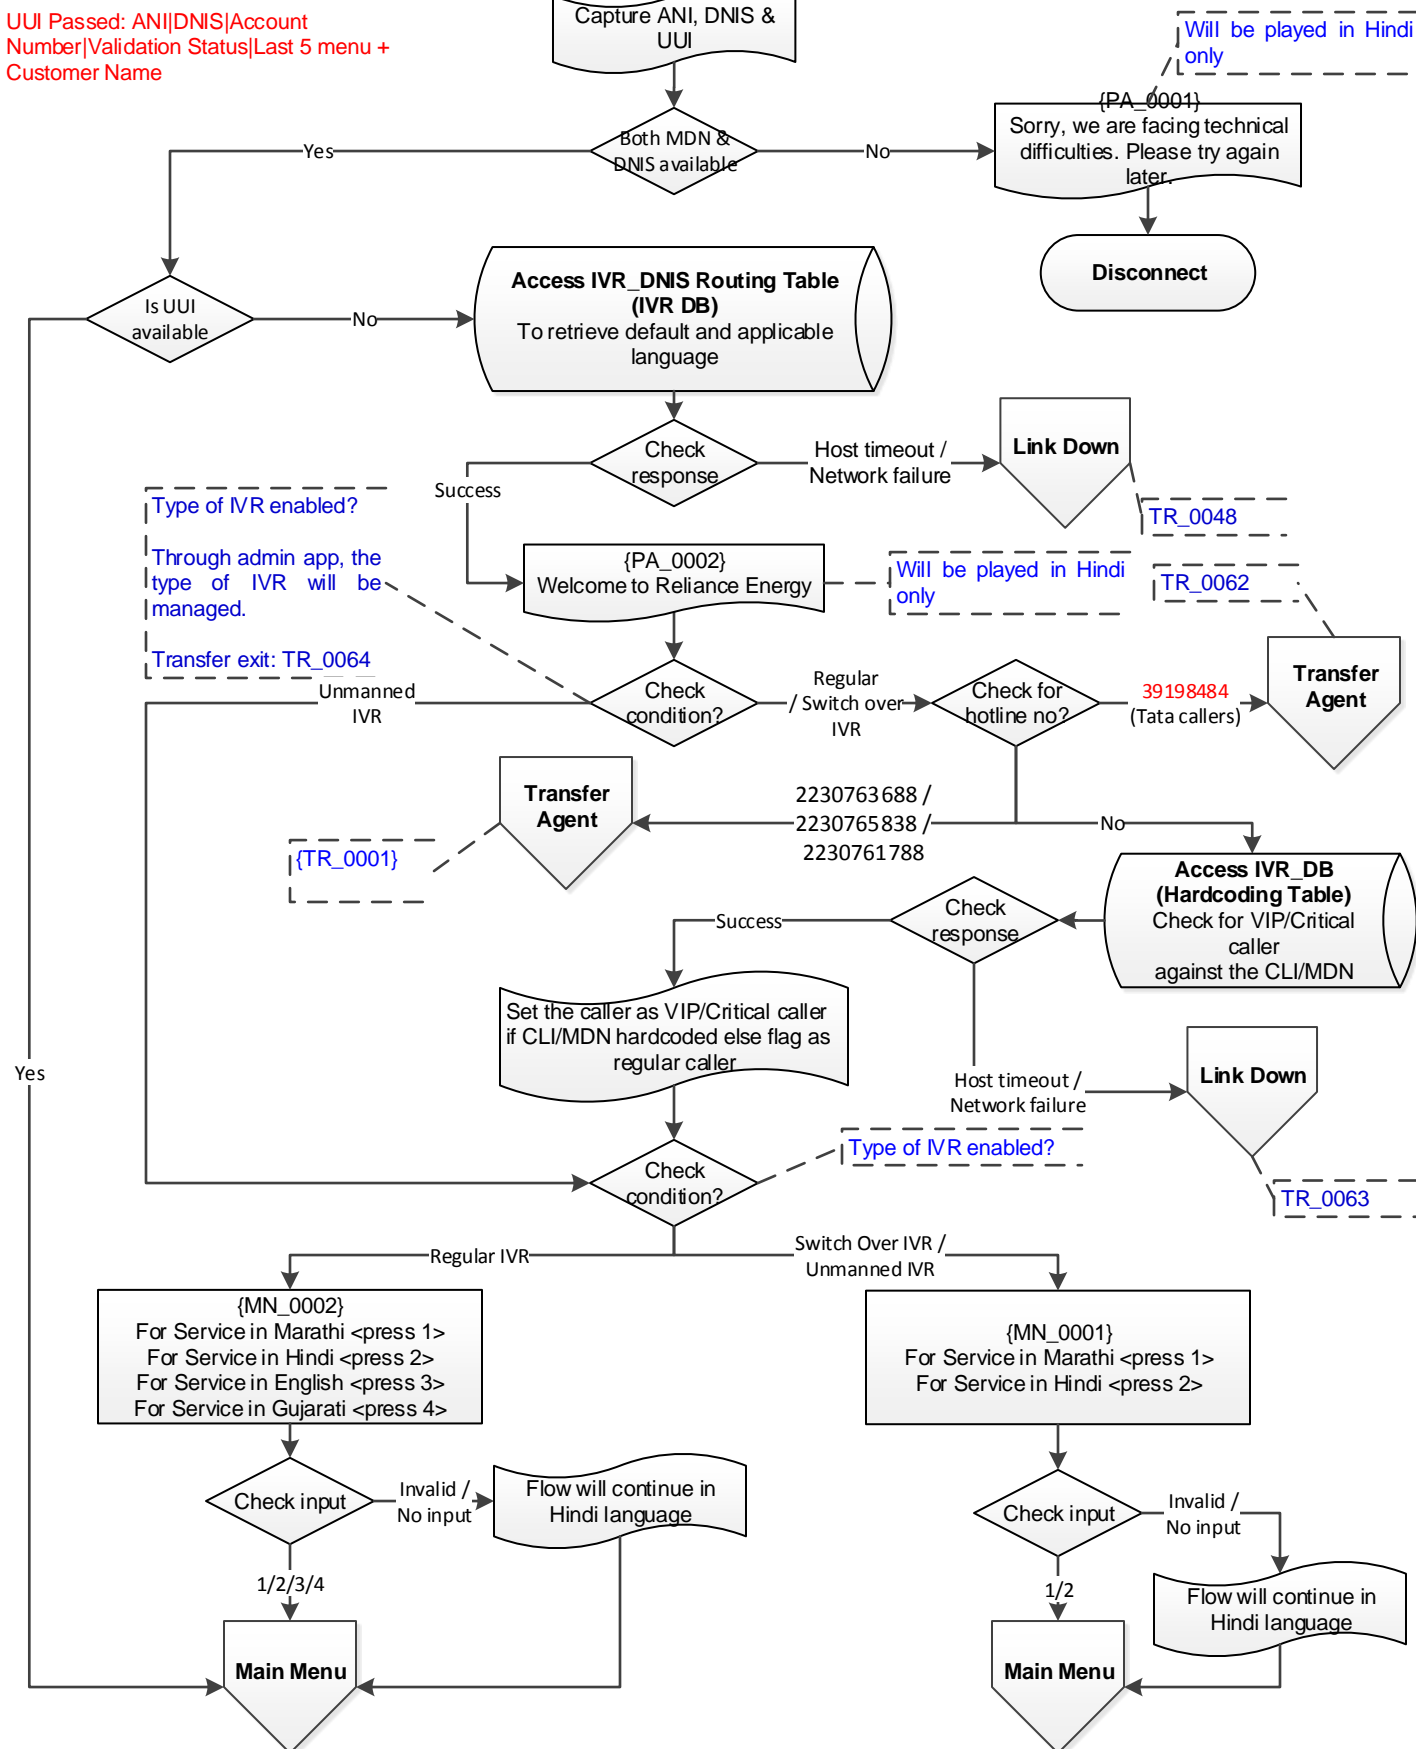 UUI Passed: ANI|DNIS|Account
Number|Validation Status|Last 5 menu +
Customer Name
Capture ANI, DNIS &
UUI
Will be played in Hindi
only
Both MDN &
DNIS available
Yes
No
{PA_0001}
Sorry, we are facing technical
difficulties. Please try again
later.
Disconnect
Is UUI
available
No
Access IVR_DNIS Routing Table
(IVR DB)
To retrieve default and applicable
language
Check
response
Host timeout /
Network failure
Link Down
Success
TR_0048
Type of IVR enabled?
Through admin app, the
type of IVR will be
managed.
Transfer exit: TR_0064
{PA_0002}
Welcome to Reliance Energy
Will be played in Hindi
only
TR_0062
Unmanned
IVR
Check
condition?
Regular
/ Switch over
IVR
Check for
hotline no?
39198484
(Tata callers)
Transfer
Agent
Transfer
Agent
2230763688 /
2230765838 /
2230761788
No
{TR_0001}
Access IVR_DB
(Hardcoding Table)
Check for VIP/Critical
caller
against the CLI/MDN
Check
response
Success
Set the caller as VIP/Critical caller
if CLI/MDN hardcoded else flag as
regular caller
Yes
Host timeout /
Network failure
Link Down
Type of IVR enabled?
Check
condition?
TR_0063
Regular IVR
Switch Over IVR /
Unmanned IVR
{MN_0002}
For Service in Marathi <press 1>
For Service in Hindi <press 2>
For Service in English <press 3>
For Service in Gujarati <press 4>
{MN_0001}
For Service in Marathi <press 1>
For Service in Hindi <press 2>
Check input
Invalid /
No input
Flow will continue in
Hindi language
Check input
Invalid /
No input
1/2/3/4
1/2
Flow will continue in
Hindi language
Main Menu
Main Menu